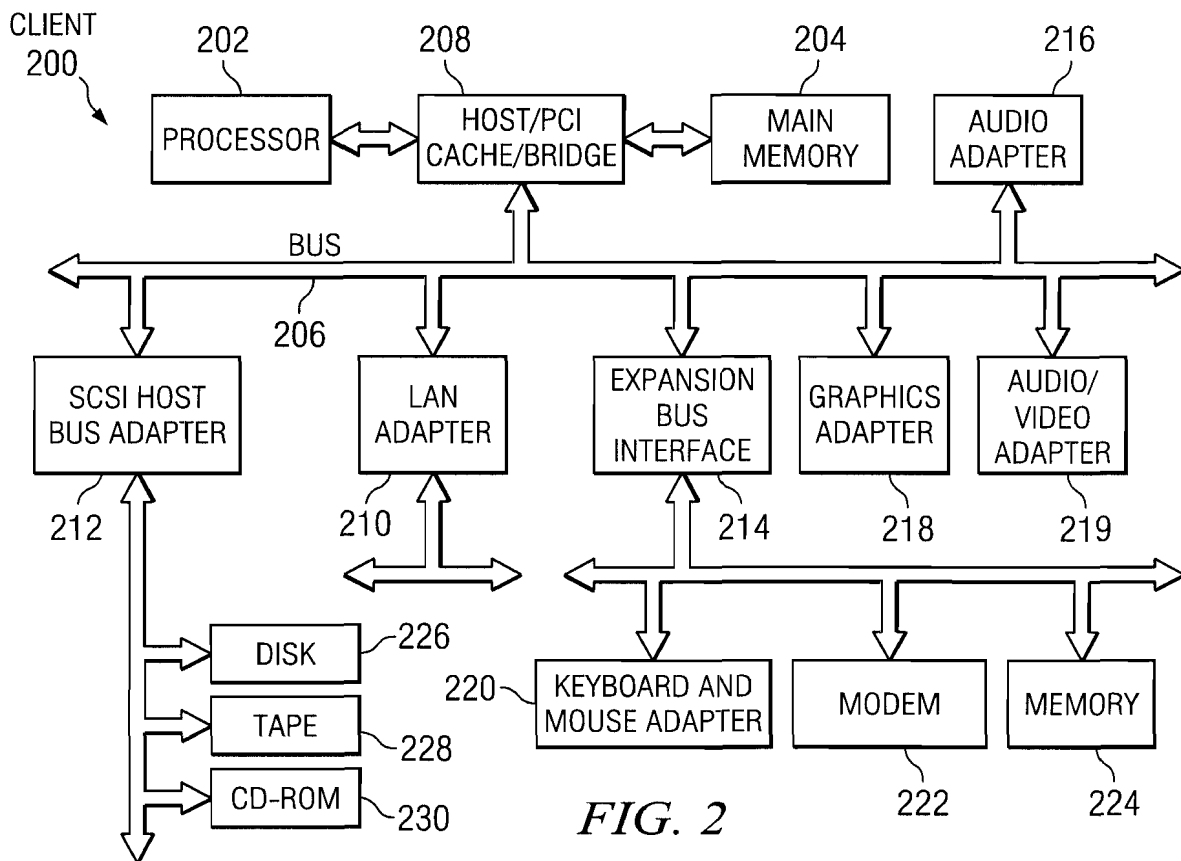 CLIENT
200
202
208
204
216
PROCESSOR
HOST/PCI
CACHE/BRIDGE
MAIN
MEMORY
AUDIO
ADAPTER
BUS
206
SCSI HOST
BUS ADAPTER
LAN
ADAPTER
EXPANSION
BUS
INTERFACE
GRAPHICS
ADAPTER
AUDIO/
VIDEO
ADAPTER
212
210
214
218
219
DISK
226
TAPE
228
CD-ROM
230
220
KEYBOARD AND
MOUSE ADAPTER
MODEM
MEMORY
222
224
FIG. 2